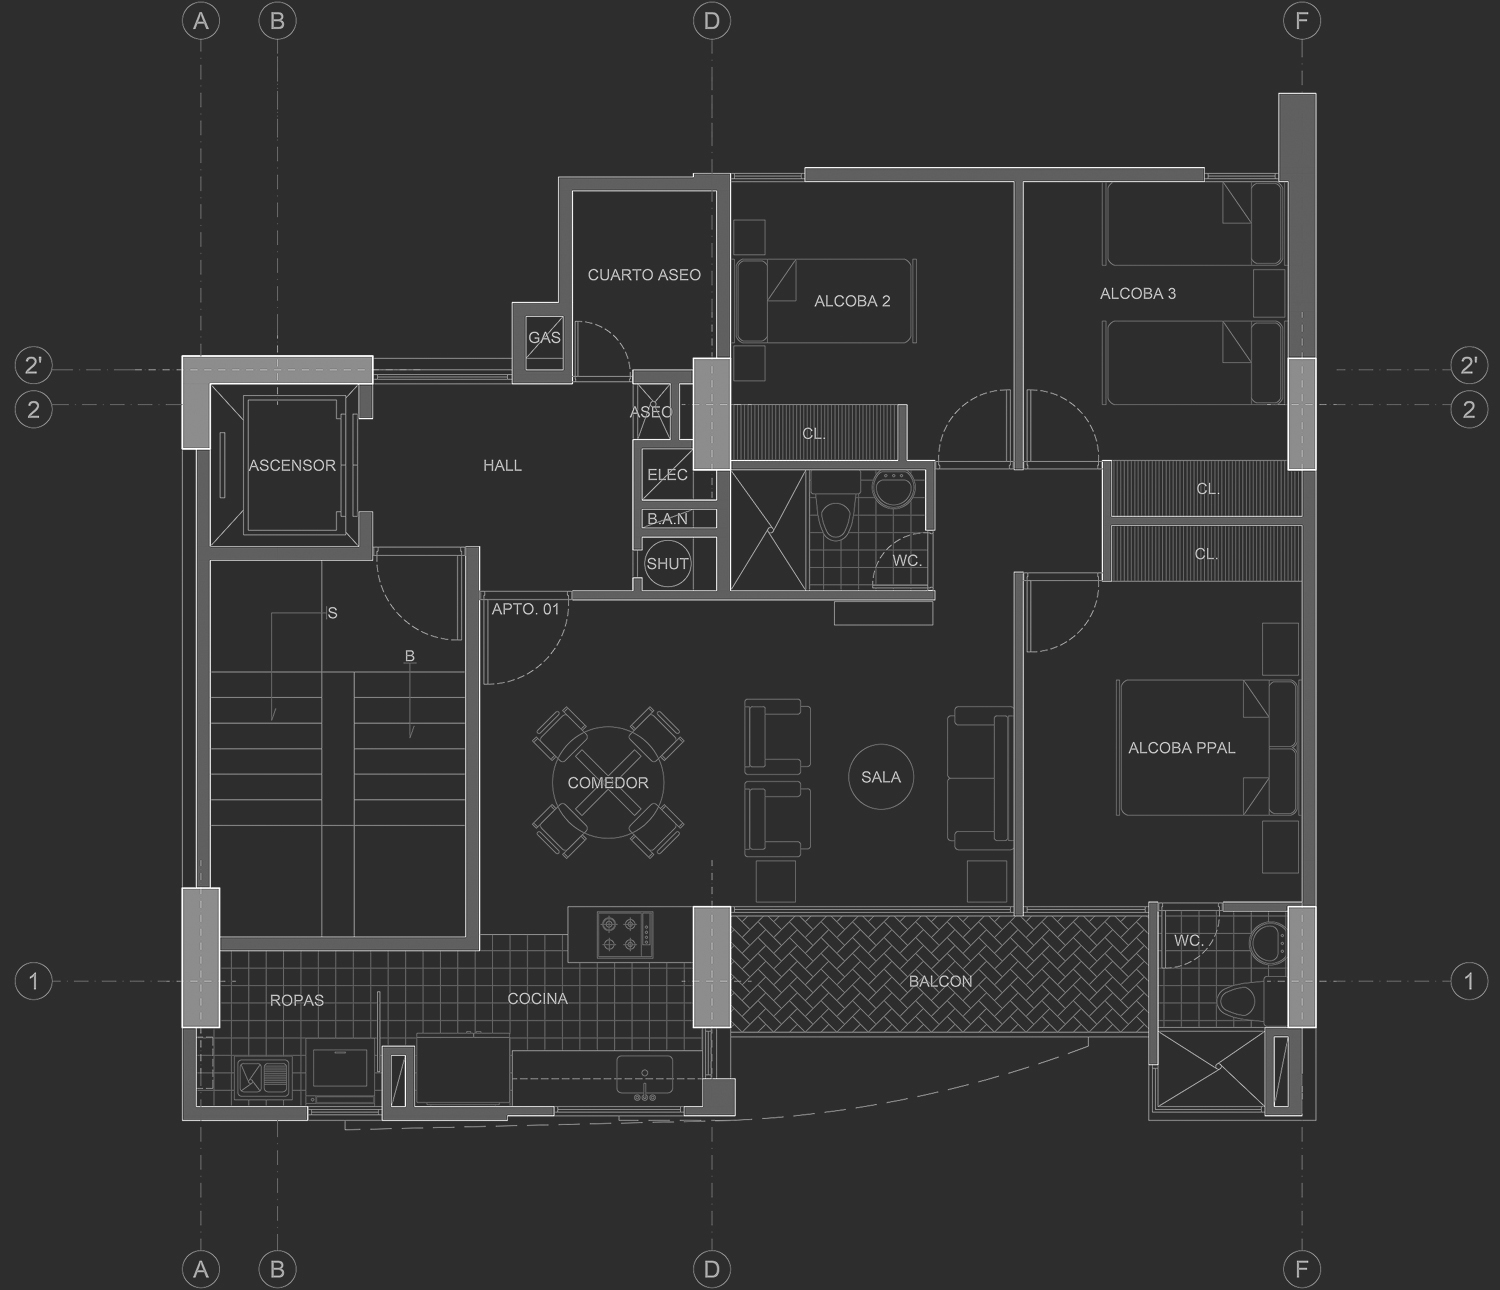 A
B
D
F
CUARTO ASEO
ALCOBA 2
ALCOBA 3
GAS
2'
2'
2
2
ASEO
CL.
ASCENSOR
HALL
ELEC
CL.
B.A.N
CL.
SHUT
WC.
S
APTO. 01
B
ALCOBA PPAL
COMEDOR
SALA
WC.
1
BALCON
1
ROPAS
COCINA
A
B
D
F